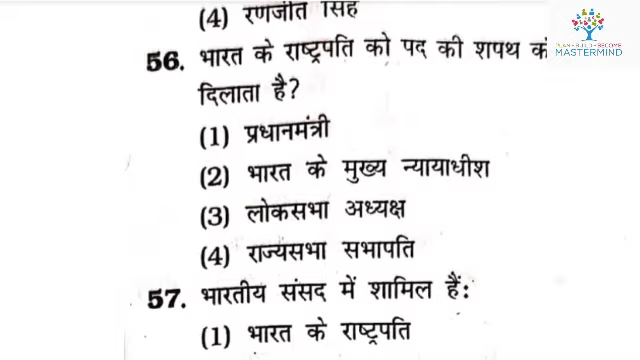 (4) रणजीत सिंह
56. भारत के राष्ट्रपति को पद की शपथ
दिलाता है?
(1) प्रधानमंत्री
(2) भारत के मुख्य न्यायाधीश
(3) लोकसभा अध्यक्ष
(4) राज्यसभा सभापति
57. भारतीय संसद में शामिल हैं:
(1) भारत के राष्ट्रपति
MASTERMIND